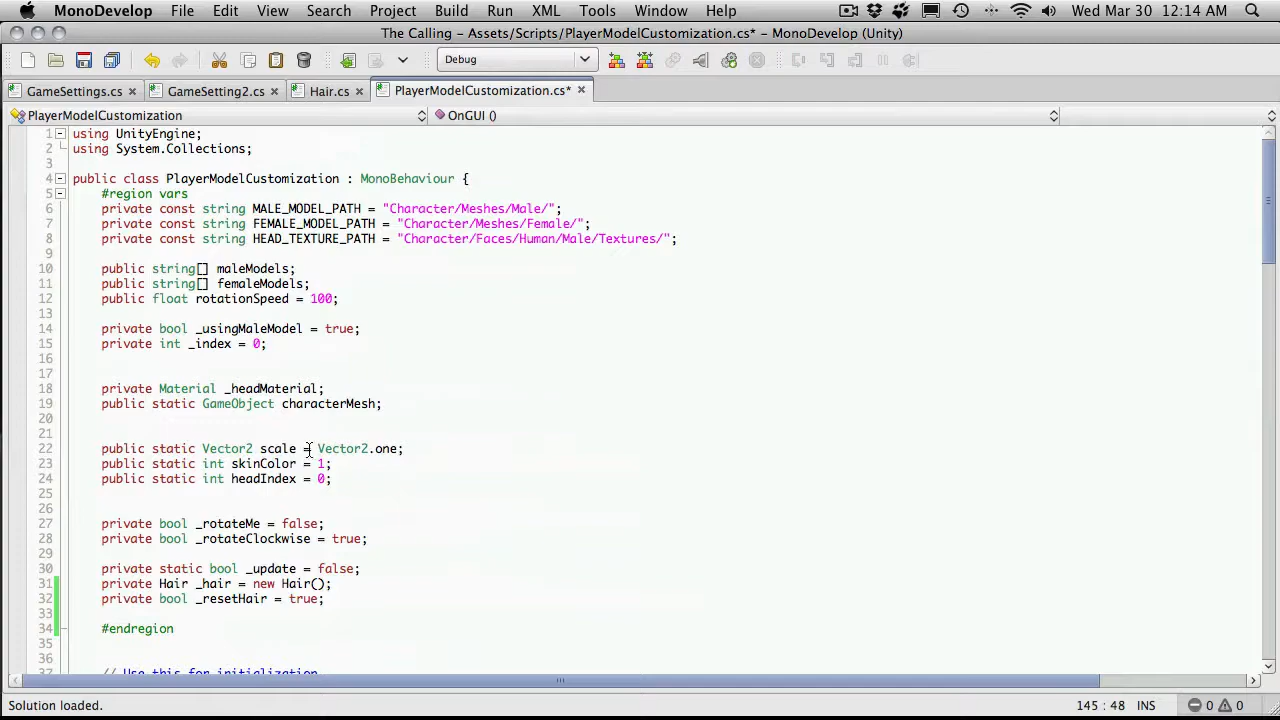 MonoDevelop File Edit View Search Project Build Run XML Tools Window Help Wed Mar 30 12:14 AM
The Calling – Assets/Scripts/PlayerModelCustomization.cs* – MonoDevelop (Unity)
Debug
GameSettings.cs GameSetting2.cs Hair.cs PlayerModelCustomization.cs*
PlayerModelCustomization OnGUI ()
1 using UnityEngine;
2 using System.Collections;
3
4 public class PlayerModelCustomization : MonoBehaviour {
5 #region vars
6 private const string MALE_MODEL_PATH = "Character/Meshes/Male/";
7 private const string FEMALE_MODEL_PATH = "Character/Meshes/Female/";
8 private const string HEAD_TEXTURE_PATH = "Character/Faces/Human/Male/Textures/";
9
10 public string[] maleModels;
11 public string[] femaleModels;
12 public float rotationSpeed = 100;
13
14 private bool _usingMaleModel = true;
15 private int _index = 0;
16
17
18 private Material _headMaterial;
19 public static GameObject characterMesh;
20
21
22 public static Vector2 scale = Vector2.one;
23 public static int skinColor = 1;
24 public static int headIndex = 0;
25
26
27 private bool _rotateMe = false;
28 private bool _rotateClockwise = true;
29
30 private static bool _update = false;
31 private Hair _hair = new Hair();
32 private bool _resetHair = true;
33
34 #endregion
35
36
37 // Use this for initialization
Solution loaded. 145 : 48 INS 0 0